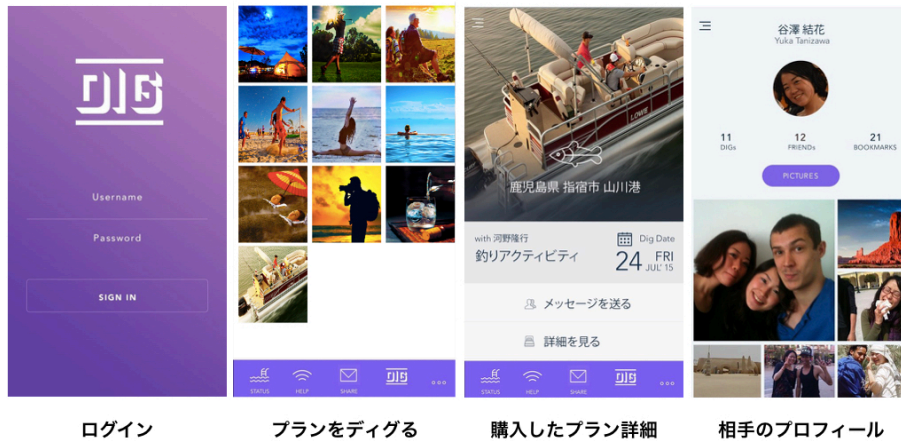 DIG
Username
Password
SIGN IN
ログイン
STATUS
HELP
SHARE
DIG
プランをディグる
LOWE
鹿児島県 指宿市 山川港
with 河野隆行
釣りアクティビティ
Dig Date
24 FRI
JUL' 15
メッセージを送る
詳細を見る
STATUS
HELP
SHARE
DIG
購入したプラン詳細
谷澤 結花
Yuka Tanizawa
11
DIGs
12
FRIENDs
21
BOOKMARKS
PICTURES
相手のプロフィール